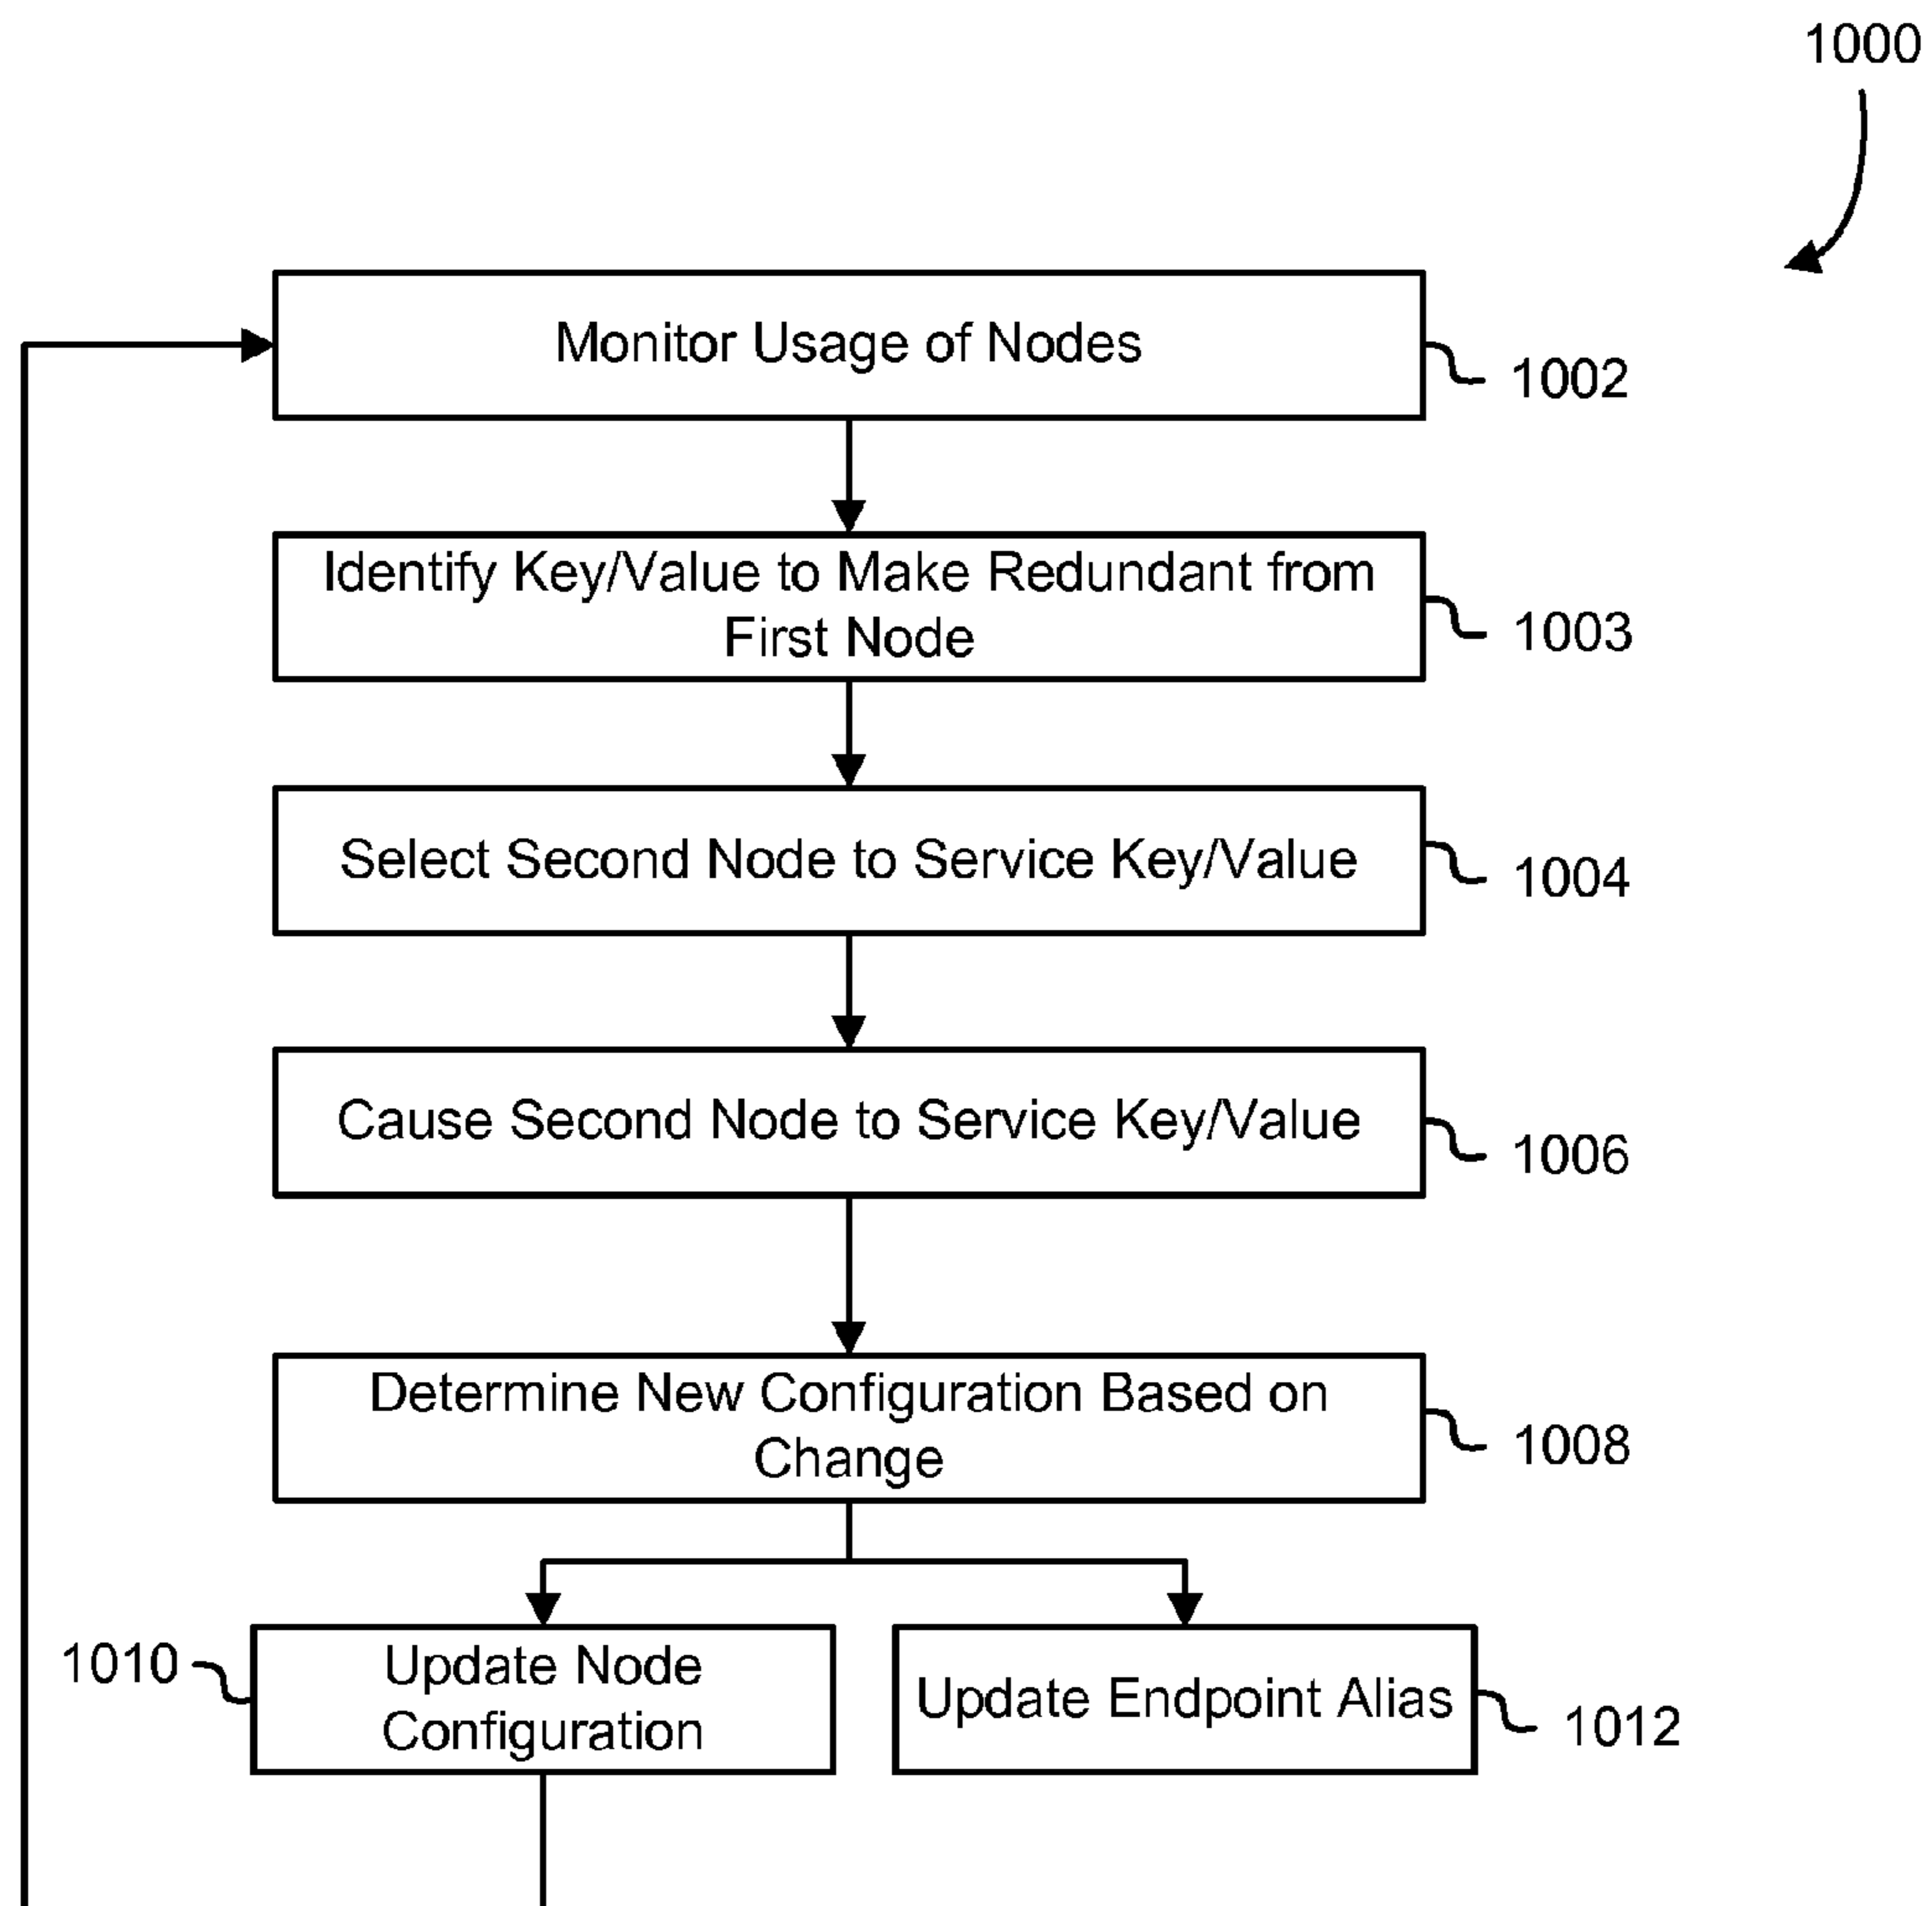 1000
Monitor Usage of Nodes
1002
Identify Key/Value to Make Redundant from
First Node
1003
Select Second Node to Service Key/Value
1004
Cause Second Node to Service Key/Value
1006
Determine New Configuration Based on
Change
1008
1010
Update Node
Configuration
Update Endpoint Alias
1012